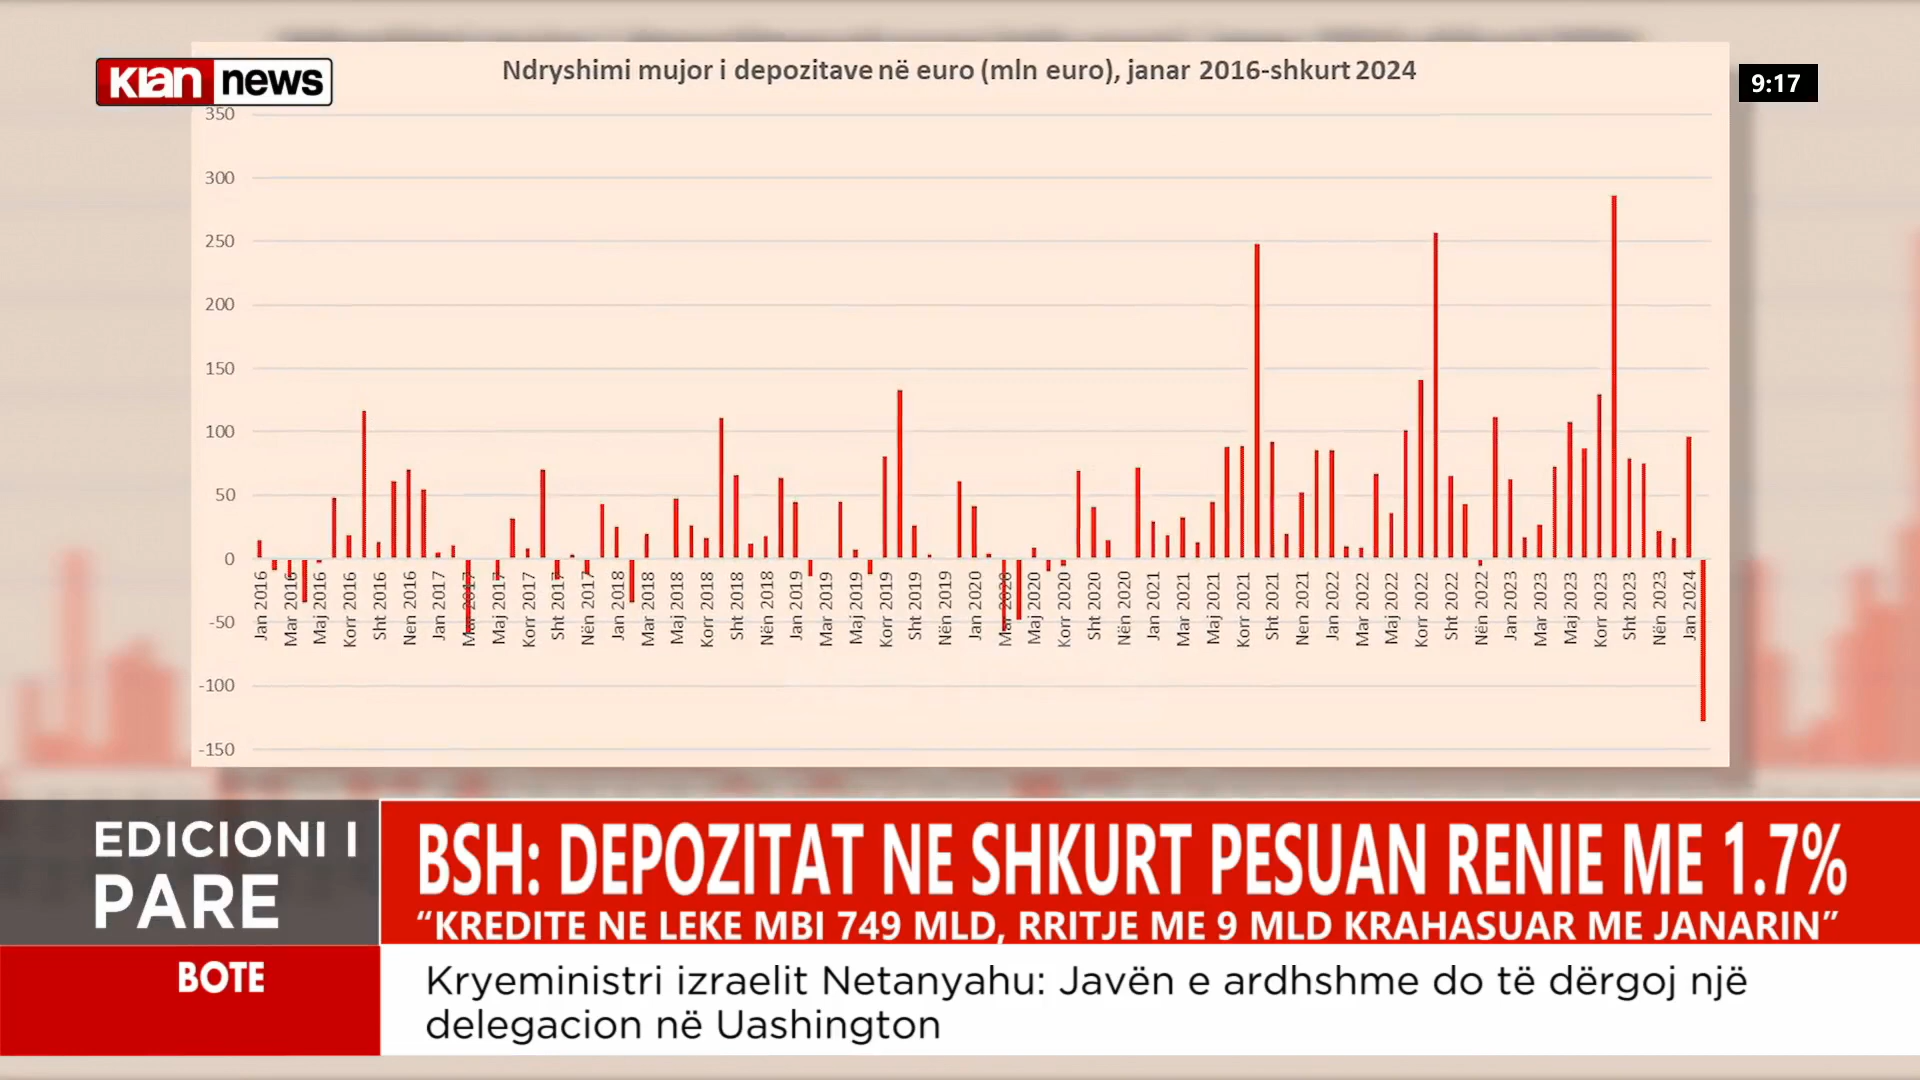 Klan news
Ndryshimi mujor i depozitave në euro (mln euro), janar 2016-shkurt 2024
9:17
350
300
250
200
150
100
50
0
-50
-100
-150
Jan 2016
Mar 2016
Maj 2016
Korr 2016
Sht 2016
Nen 2016
Jan 2017
Mar 2017
Maj 2017
Korr 2017
Sht 2017
Nën 2017
Jan 2018
Mar 2018
Maj 2018
Korr 2018
Sht 2018
Nën 2018
Jan 2019
Mar 2019
Maj 2019
Korr 2019
Sht 2019
Nën 2019
Jan 2020
Mar 2020
Maj 2020
Korr 2020
Sht 2020
Nën 2020
Jan 2021
Mar 2021
Maj 2021
Korr 2021
Sht 2021
Nen 2021
Jan 2022
Mar 2022
Maj 2022
Korr 2022
Sht 2022
Nën 2022
Jan 2023
Mar 2023
Maj 2023
Korr 2023
Sht 2023
Nën 2023
Jan 2024
EDICIONI I
PARE
BSH: DEPOZITAT NE SHKURT PESUAN RENIE ME 1.7%
“KREDITE NE LEKE MBI 749 MLD, RRITJE ME 9 MLD KRAHASUAR ME JANARIN”
BOTE
Kryeministri izraelit Netanyahu: Javën e ardhshme do të dërgoj një
delegacion në Uashington